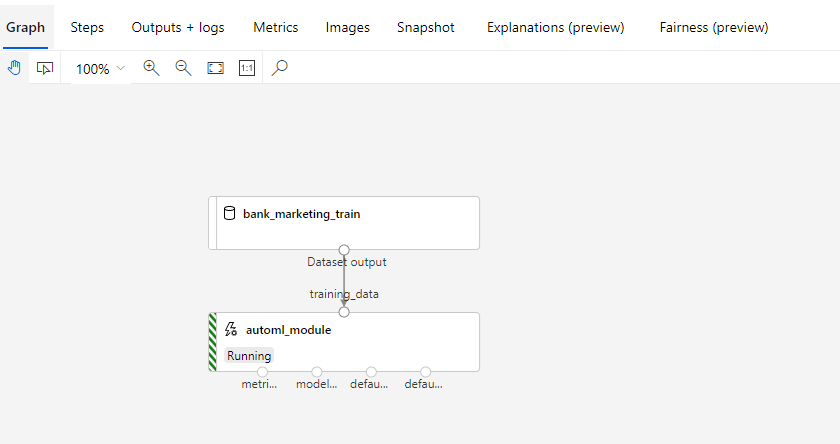 Graph Steps Outputs + logs Metrics Images Snapshot Explanations (preview) Fairness (preview)
100% 1:1
bank_marketing_train
Dataset output
training_data
automl_module
Running
metri... model... defau... defau...